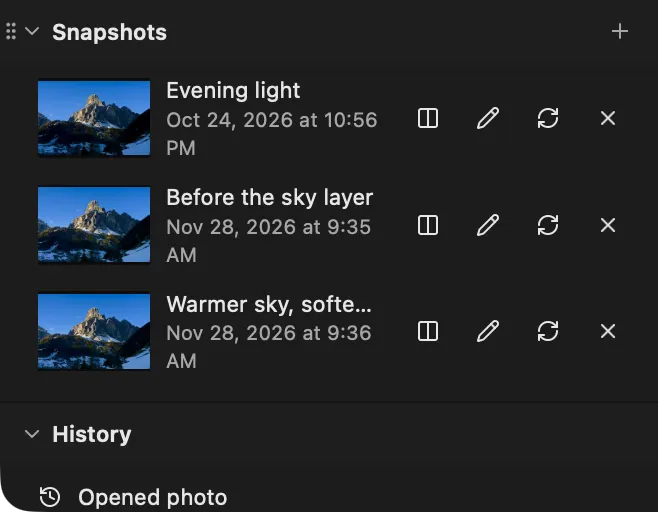 Snapshots
Evening light
Oct 24, 2026 at 10:56
PM
Before the sky layer
Nov 28, 2026 at 9:35
AM
Warmer sky, softe...
Nov 28, 2026 at 9:36
AM
History
Opened photo